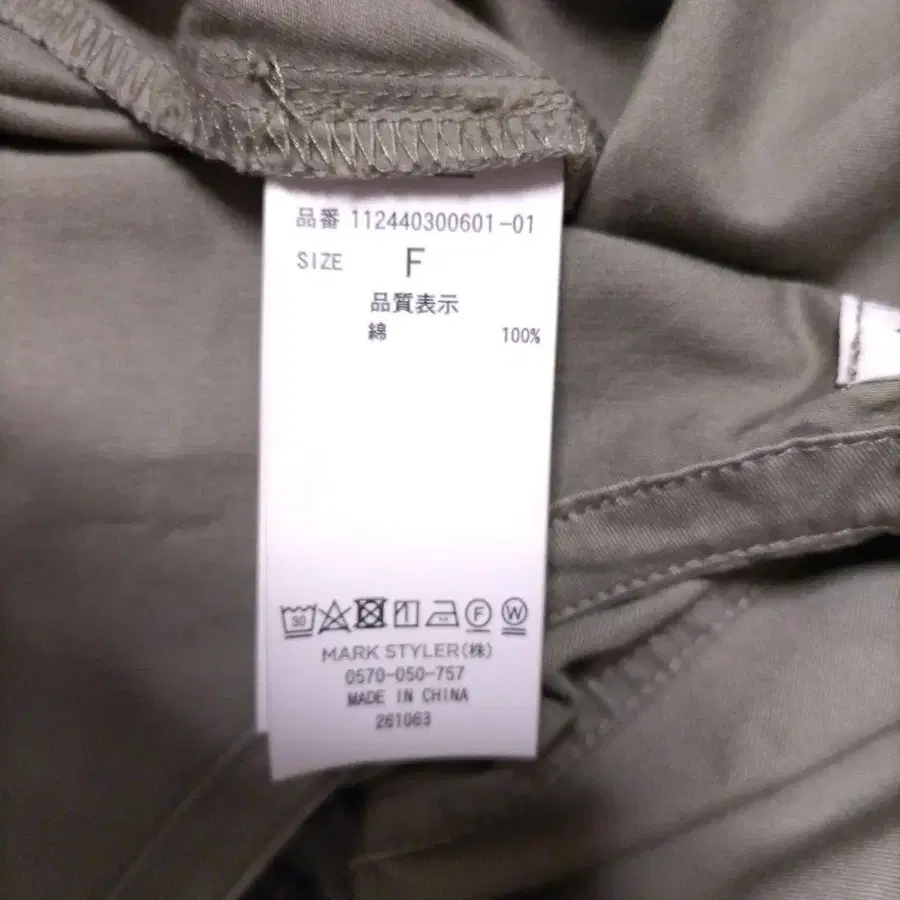 品番 112440300601-01
SIZE F
品質表示
綿 100%
30 F W
MARK STYLER(株)
0570-050-757
MADE IN CHINA
261063